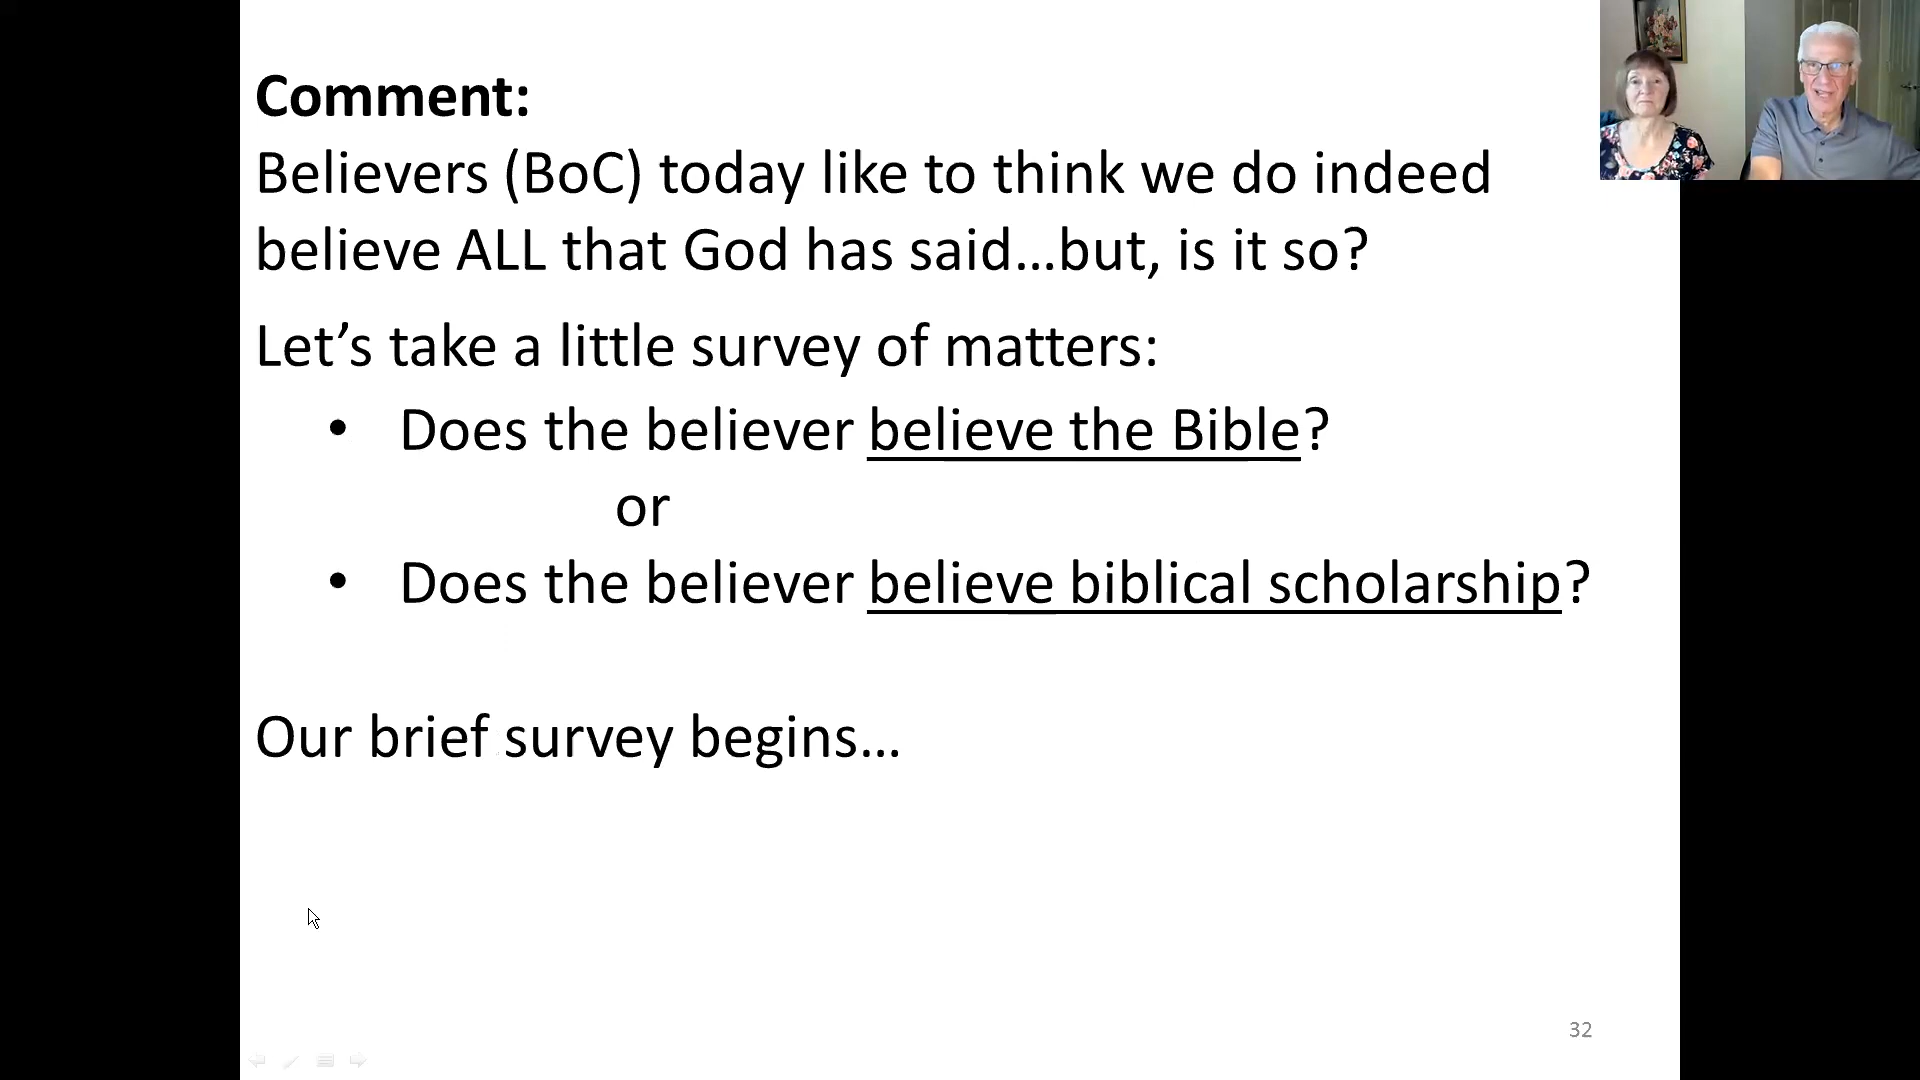 Comment:
Believers (BoC) today like to think we do indeed
believe ALL that God has said…but, is it so?
Let’s take a little survey of matters:
• Does the believer believe the Bible?
or
• Does the believer believe biblical scholarship?
Our brief survey begins…
32